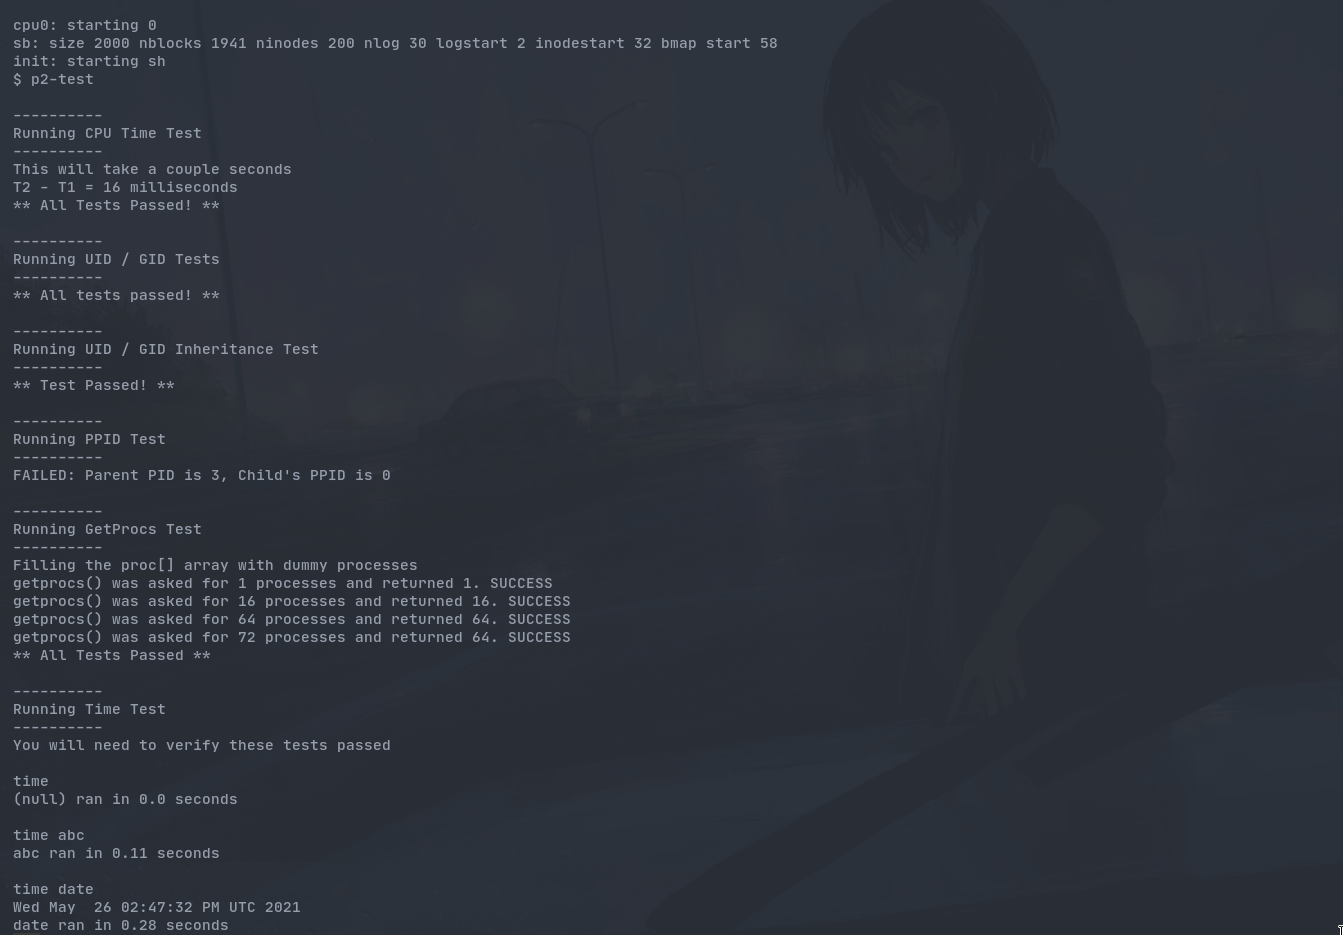 cpu0: starting 0
sb: size 2000 nblocks 1941 ninodes 200 nlog 30 logstart 2 inodestart 32 bmap start 58
init: starting sh
$ p2-test
----------
Running CPU Time Test
----------
This will take a couple seconds
T2 - T1 = 16 milliseconds
** All Tests Passed! **
----------
Running UID / GID Tests
----------
** All tests passed! **
----------
Running UID / GID Inheritance Test
----------
** Test Passed! **
----------
Running PPID Test
----------
FAILED: Parent PID is 3, Child's PPID is 0
----------
Running GetProcs Test
----------
Filling the proc[] array with dummy processes
getprocs() was asked for 1 processes and returned 1. SUCCESS
getprocs() was asked for 16 processes and returned 16. SUCCESS
getprocs() was asked for 64 processes and returned 64. SUCCESS
getprocs() was asked for 72 processes and returned 64. SUCCESS
** All Tests Passed **
----------
Running Time Test
----------
You will need to verify these tests passed
time
(null) ran in 0.0 seconds
time abc
abc ran in 0.11 seconds
time date
Wed May  26 02:47:32 PM UTC 2021
date ran in 0.28 seconds